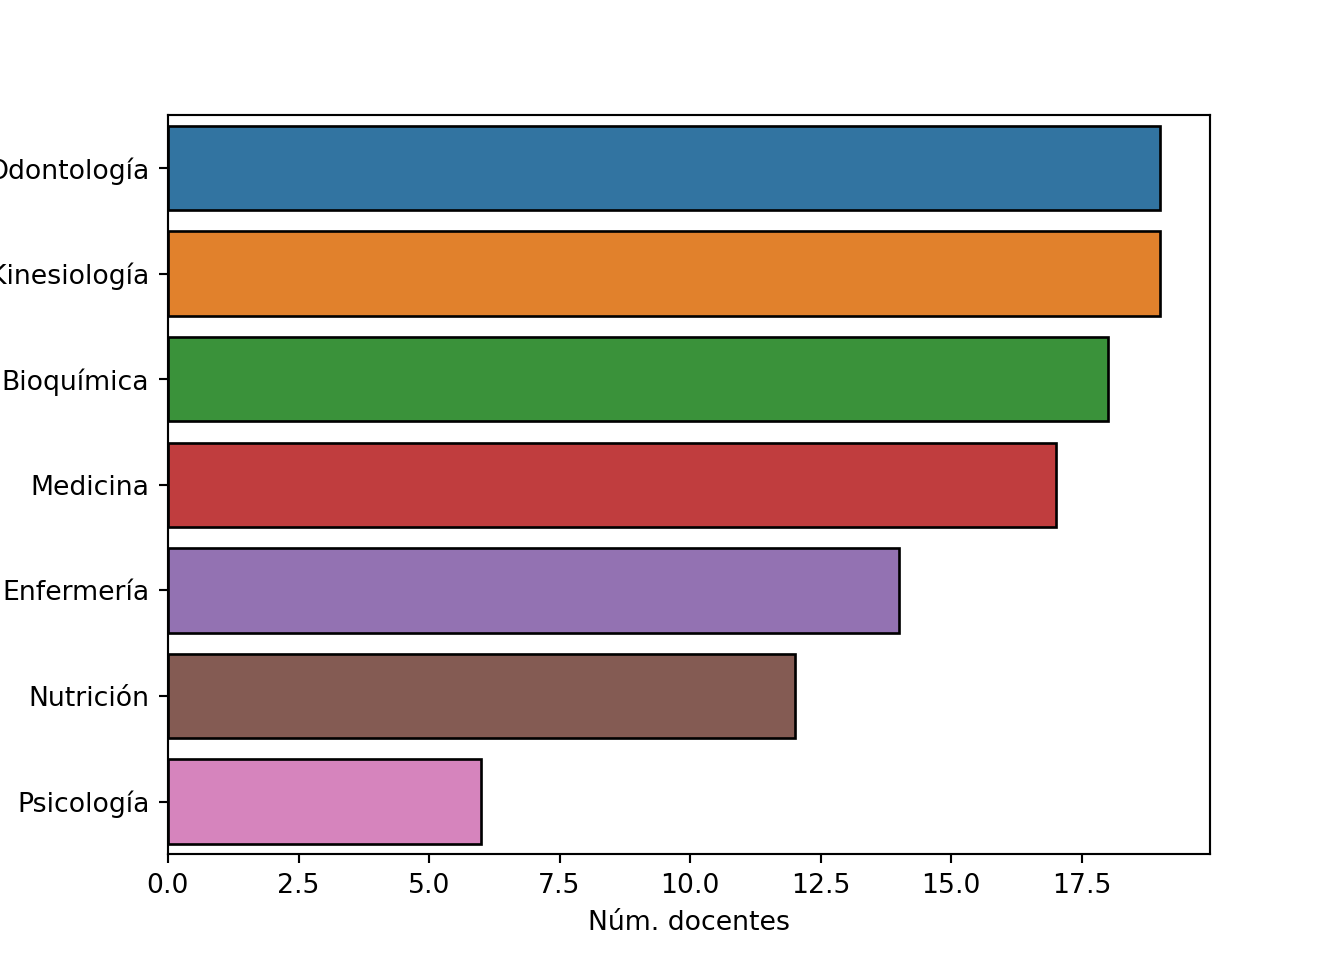 Odontología
Kinesiología
Bioquímica
Medicina
Enfermería
Nutrición
Psicología
0.0 2.5 5.0 7.5 10.0 12.5 15.0 17.5
Núm. docentes